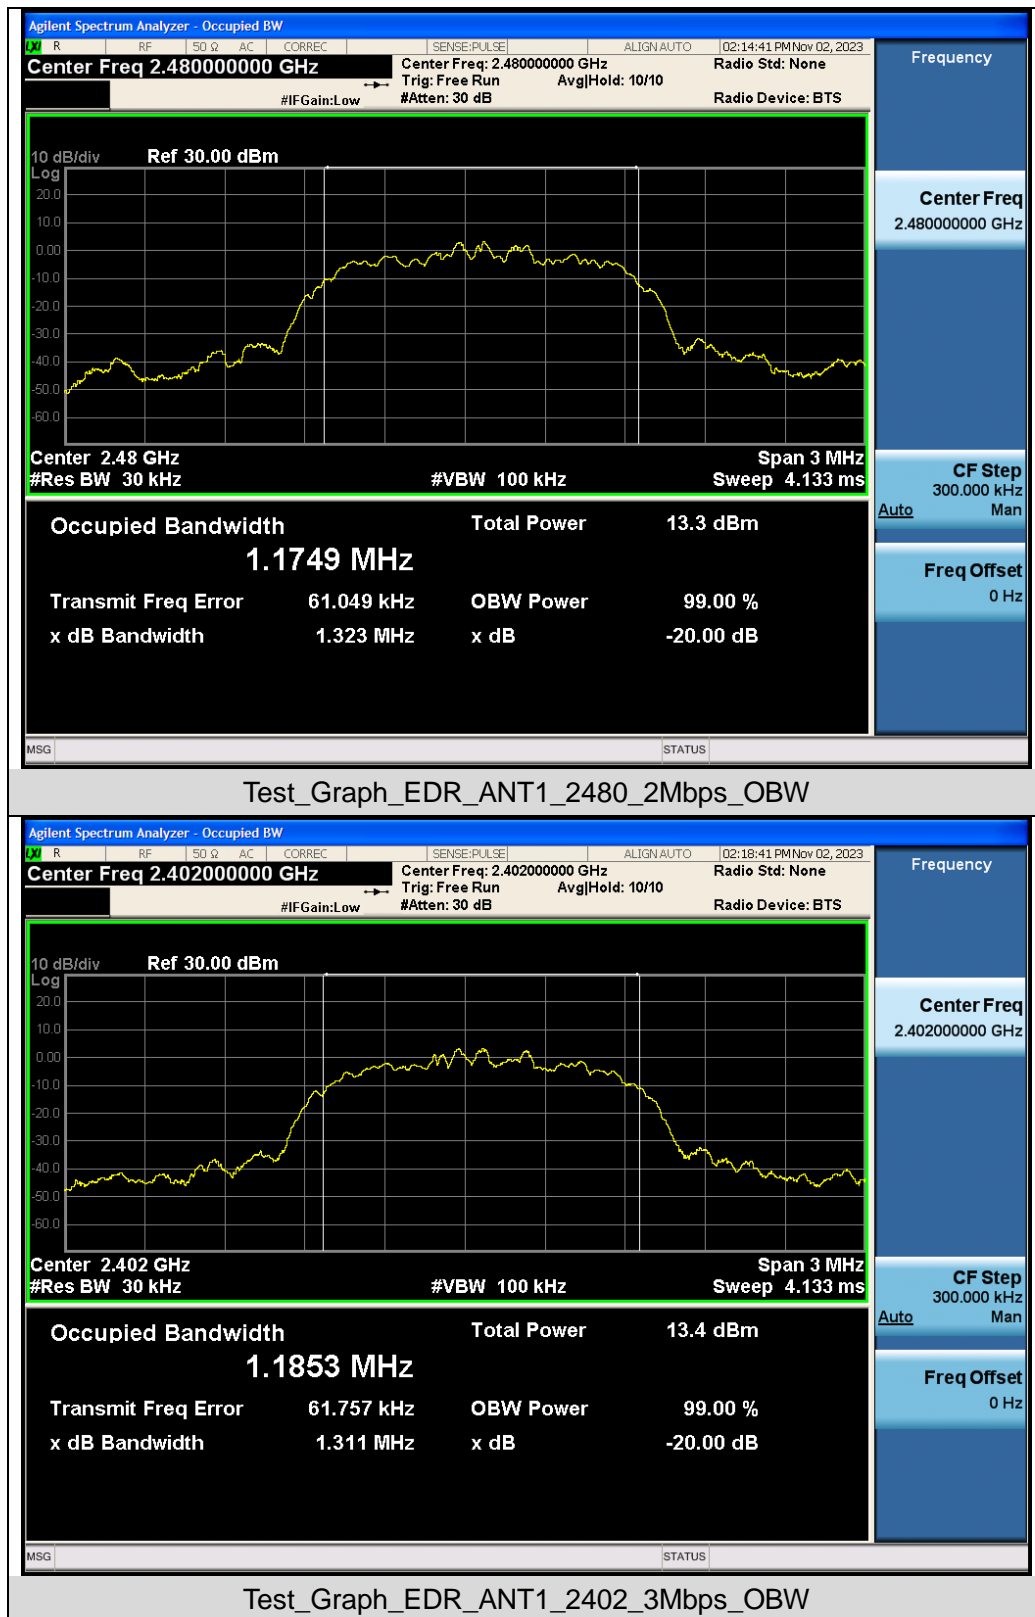 Agilent Spectrum Analyzer - Occupied BW
LXI R RF 50 Ω AC CORREC SENSE:PULSE ALIGN AUTO 02:14:41 PM Nov 02, 2023
Center Freq 2.480000000 GHz
Center Freq: 2.480000000 GHz Radio Std: None
Trig: Free Run Avg|Hold: 10/10
#IFGain:Low #Atten: 30 dB Radio Device: BTS
Frequency
10 dB/div Ref 30.00 dBm
Log
20.0
10.0
0.00
-10.0
-20.0
-30.0
-40.0
-50.0
-60.0
Center Freq
2.480000000 GHz
Center 2.48 GHz Span 3 MHz
#Res BW 30 kHz #VBW 100 kHz Sweep 4.133 ms
CF Step
300.000 kHz
Auto Man
Occupied Bandwidth Total Power 13.3 dBm
1.1749 MHz
Transmit Freq Error 61.049 kHz OBW Power 99.00 %
x dB Bandwidth 1.323 MHz x dB -20.00 dB
Freq Offset
0 Hz
MSG STATUS
Test_Graph_EDR_ANT1_2480_2Mbps_OBW
Agilent Spectrum Analyzer - Occupied BW
LXI R RF 50 Ω AC CORREC SENSE:PULSE ALIGN AUTO 02:18:41 PM Nov 02, 2023
Center Freq 2.402000000 GHz
Center Freq: 2.402000000 GHz Radio Std: None
Trig: Free Run Avg|Hold: 10/10
#IFGain:Low #Atten: 30 dB Radio Device: BTS
Frequency
10 dB/div Ref 30.00 dBm
Log
20.0
10.0
0.00
-10.0
-20.0
-30.0
-40.0
-50.0
-60.0
Center Freq
2.402000000 GHz
Center 2.402 GHz Span 3 MHz
#Res BW 30 kHz #VBW 100 kHz Sweep 4.133 ms
CF Step
300.000 kHz
Auto Man
Occupied Bandwidth Total Power 13.4 dBm
1.1853 MHz
Transmit Freq Error 61.757 kHz OBW Power 99.00 %
x dB Bandwidth 1.311 MHz x dB -20.00 dB
Freq Offset
0 Hz
MSG STATUS
Test_Graph_EDR_ANT1_2402_3Mbps_OBW